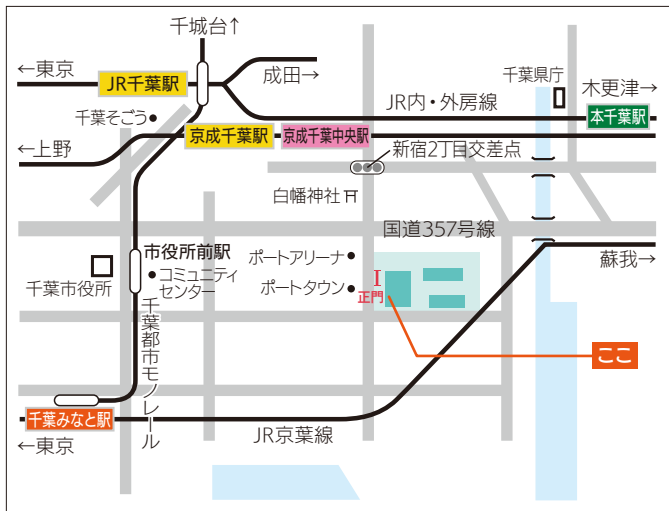 千城台↑
←東京
JR千葉駅
成田→
千葉県庁
木更津→
JR内・外房線
本千葉駅
千葉そごう
京成千葉駅
京成千葉中央駅
←上野
新宿2丁目交差点
白幡神社
国道357号線
市役所前駅
ポートアリーナ
蘇我→
コミュニティ
センター
千葉市役所
ポートタウン
正門
千葉都市モノレール
ここ
千葉みなと駅
JR京葉線
←東京